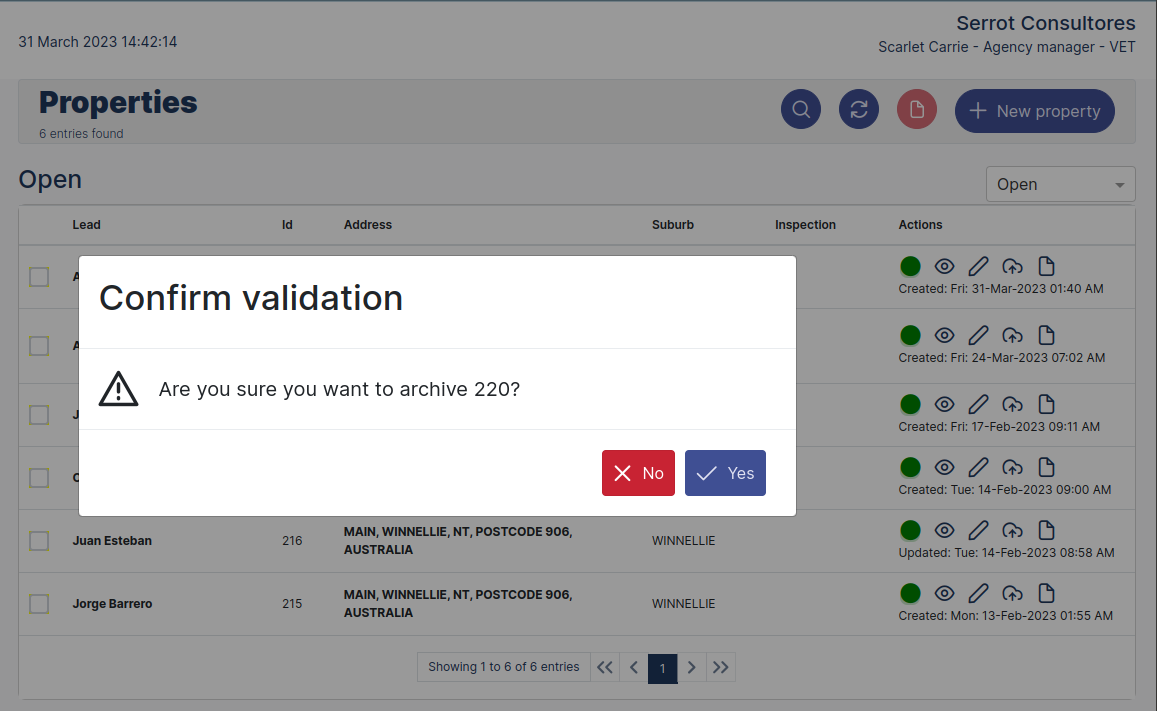 Serrot Consultores
31 March 2023 14:42:14
Scarlet Carrie - Agency manager - VET
Properties
6 entries found
New property
Open
Open
Lead Id Address Suburb Inspection Actions
Created: Fri: 31-Mar-2023 01:40 AM
Created: Fri: 24-Mar-2023 07:02 AM
Created: Fri: 17-Feb-2023 09:11 AM
Created: Tue: 14-Feb-2023 09:00 AM
Confirm validation
Are you sure you want to archive 220?
No Yes
Juan Esteban 216 MAIN, WINNELLIE, NT, POSTCODE 906, WINNELLIE
AUSTRALIA
Updated: Tue: 14-Feb-2023 08:58 AM
Jorge Barrero 215 MAIN, WINNELLIE, NT, POSTCODE 906, WINNELLIE
AUSTRALIA
Created: Mon: 13-Feb-2023 01:55 AM
Showing 1 to 6 of 6 entries 1